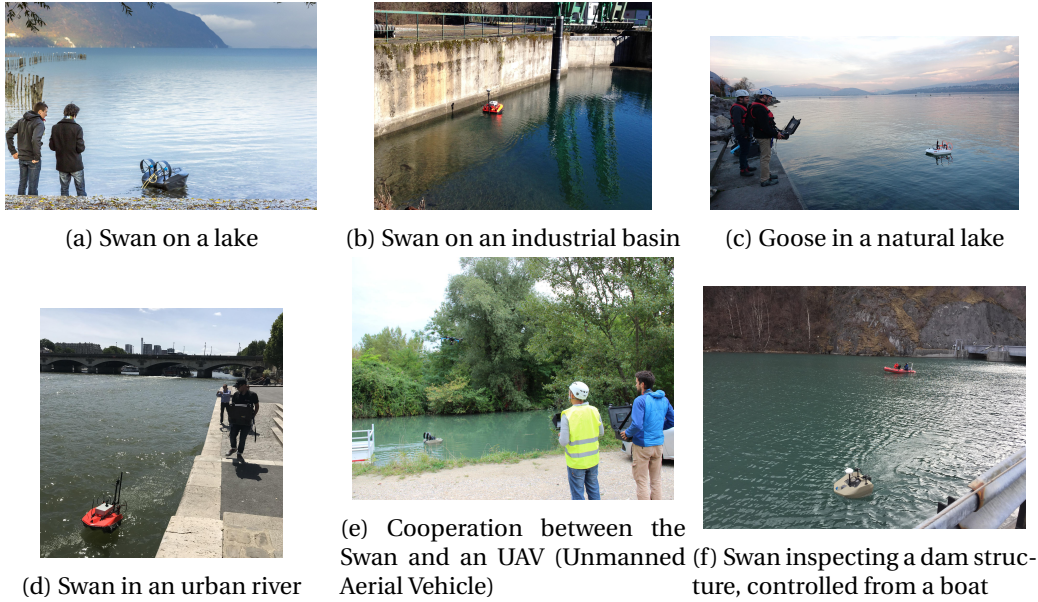 (a) Swan on a lake
(b) Swan on an industrial basin
(c) Goose in a natural lake
(d) Swan in an urban river
(e) Cooperation between the
Swan and an UAV (Unmanned
Aerial Vehicle)
(f) Swan inspecting a dam struc-
ture, controlled from a boat